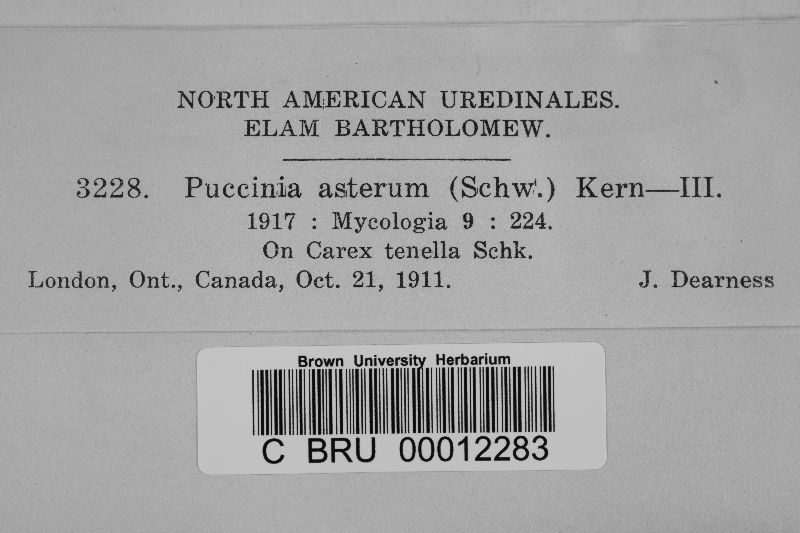 NORTH AMERICAN UREDINALES.
ELAM BARTHOLOMEW.
3228. Puccinia asterum (Schw.) Kern—III.
1917 : Mycologia 9 : 224.
On Carex tenella Schk.
London, Ont., Canada, Oct. 21, 1911. J. Dearness
Brown University Herbarium
C BRU 00012283